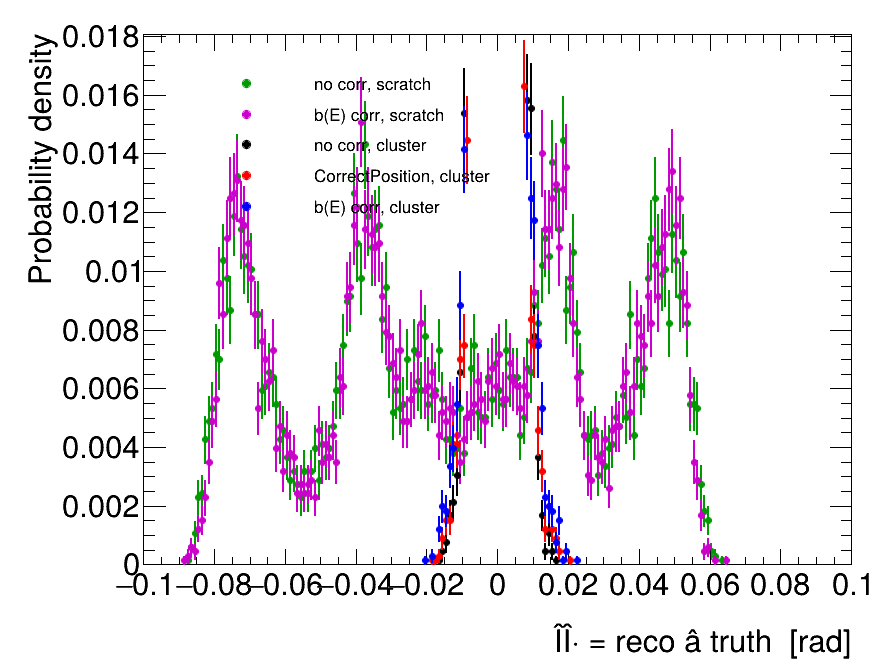 Probability density
0.018
0.016
0.014
0.012
0.01
0.008
0.006
0.004
0.002
0
no corr, scratch
b(E) corr, scratch
no corr, cluster
CorrectPosition, cluster
b(E) corr, cluster
−0.1 −0.08 −0.06 −0.04 −0.02 0 0.02 0.04 0.06 0.08 0.1
ÎÎ· = reco â truth [rad]